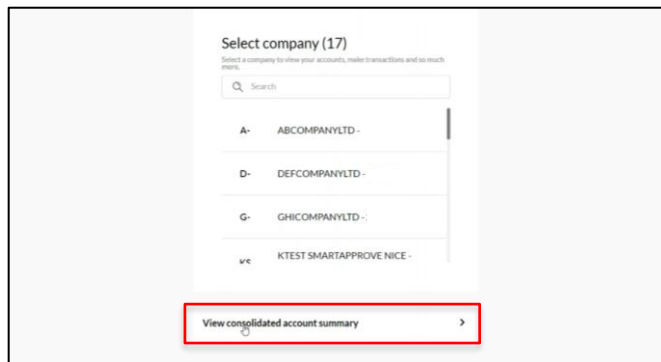 Select company (17)
Select a company to view your accounts, make transactions and so much
more.
Search
A- ABCOMPANYLTD -
D- DEFCOMPANYLTD -
G- GHICOMPANYLTD -
KTEST SMARTAPPROVE NICE -
View consolidated account summary